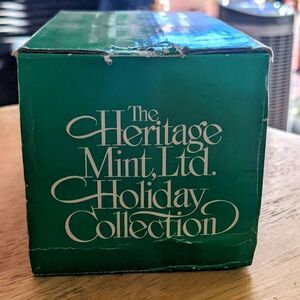 The
Heritage
Mint, Ltd.
Holiday
Collection